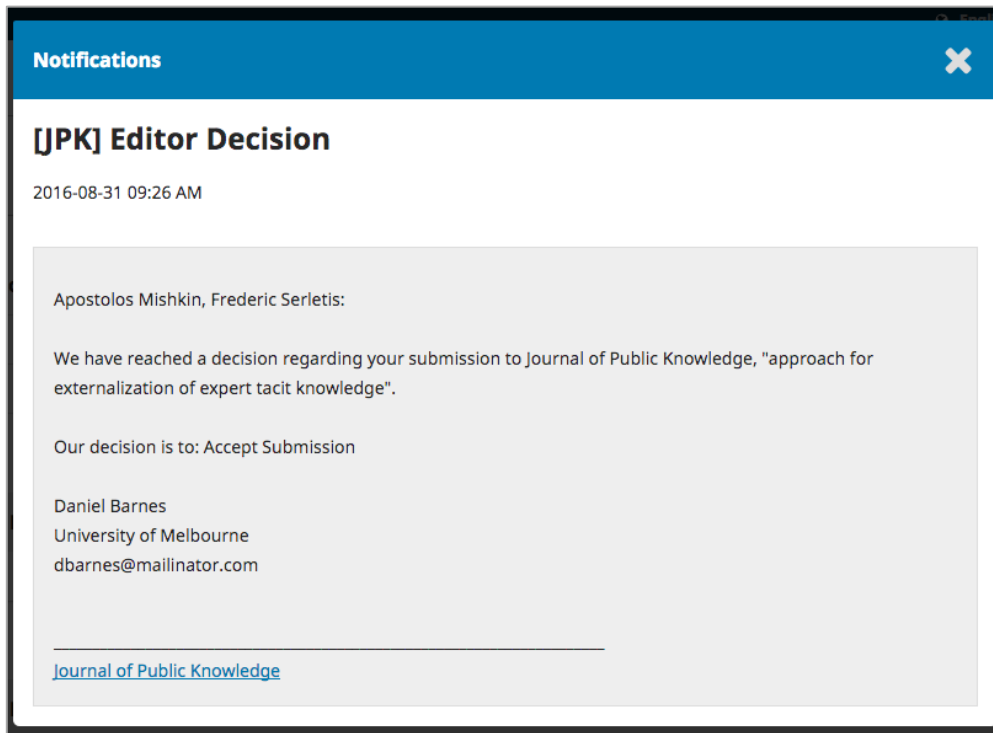 Notifications
[JPK] Editor Decision
2016-08-31 09:26 AM
Apostolos Mishkin, Frederic Serletis:
We have reached a decision regarding your submission to Journal of Public Knowledge, "approach for
externalization of expert tacit knowledge".
Our decision is to: Accept Submission
Daniel Barnes
University of Melbourne
dbarnes@mailinator.com
Journal of Public Knowledge